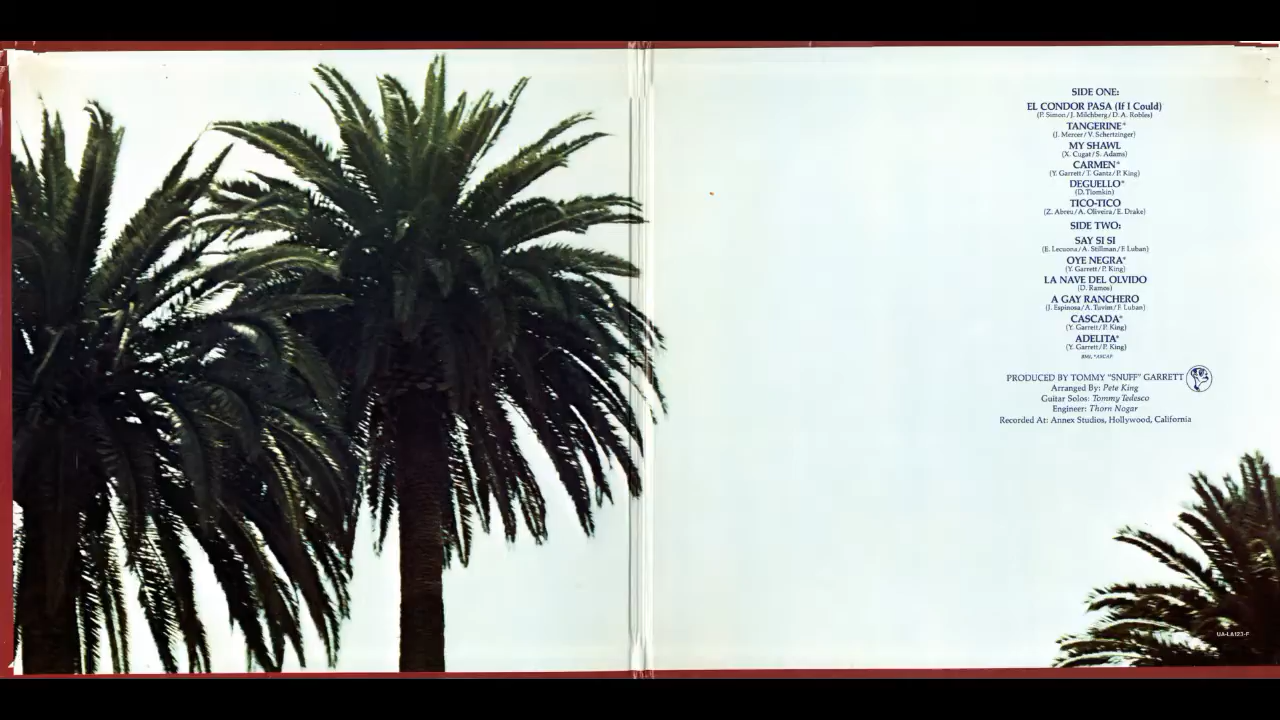 SIDE ONE:
EL CONDOR PASA (If I Could)
(P. Simon/J. Milchberg/D. A. Robles)
TANGERINE*
(J. Mercer/V. Schertzinger)
MY SHAWL
(X. Cugat/S. Adams)
CARMEN*
(Y. Garrett/T. Gantz/P. King)
DEGUELLO*
(D. Tiomkin)
TICO-TICO
(Z. Abreu/A. Oliveira/E. Drake)
SIDE TWO:
SAY SI SI
(E. Lecuona/A. Stillman/F. Luban)
OYE NEGRA*
(Y. Garrett/P. King)
LA NAVE DEL OLVIDO
(D. Ramos)
A GAY RANCHERO
(J. Espinosa/A. Tuvim/F. Luban)
CASCADA*
(Y. Garrett/P. King)
ADELITA*
(Y. Garrett/P. King)
BMI, *ASCAP
PRODUCED BY TOMMY "SNUFF" GARRETT
Arranged By: Pete King
Guitar Solos: Tommy Tedesco
Engineer: Thorn Nogar
Recorded At: Annex Studios, Hollywood, California
UA-LA123-F